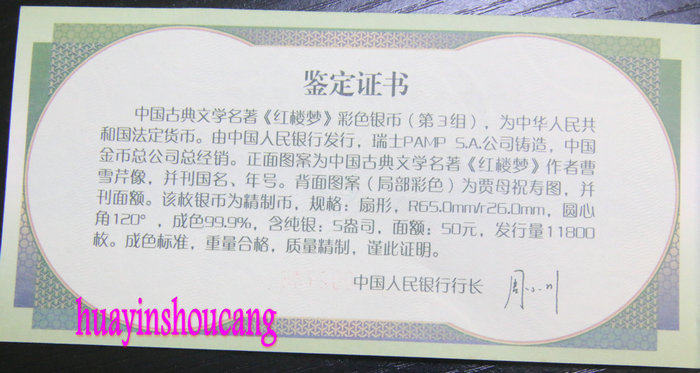 鉴定证书
中国古典文学名著《红楼梦》彩色银币（第3组），为中华人民共
和国法定货币。由中国人民银行发行，瑞士PAMP S.A.公司铸造，中国
金币总公司总经销。正面图案为中国古典文学名著《红楼梦》作者曹
雪芹像，并刊国名、年号。背面图案（局部彩色）为贾母祝寿图，并
刊面额。该枚银币为精制币，规格：扇形，R65.0mm/r26.0mm，圆心
角120°，成色99.9%，含纯银：5盎司，面额：50元，发行量11800
枚。成色标准，重量合格，质量精制，谨此证明。
中国人民银行行长 周小川
huayinshoucang